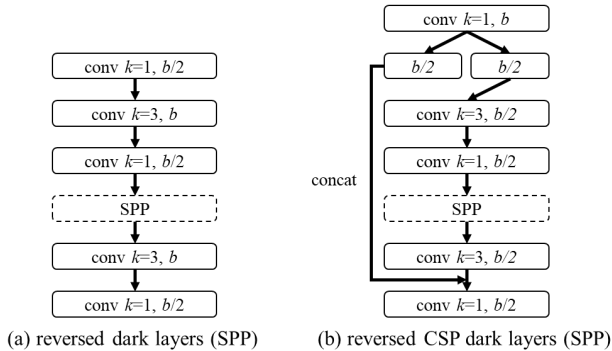 conv k=1, b/2
conv k=3, b
conv k=1, b/2
SPP
conv k=3, b
conv k=1, b/2
(a) reversed dark layers (SPP)
conv k=1, b
b/2
b/2
conv k=3, b/2
conv k=1, b/2
concat
SPP
conv k=3, b/2
conv k=1, b/2
(b) reversed CSP dark layers (SPP)